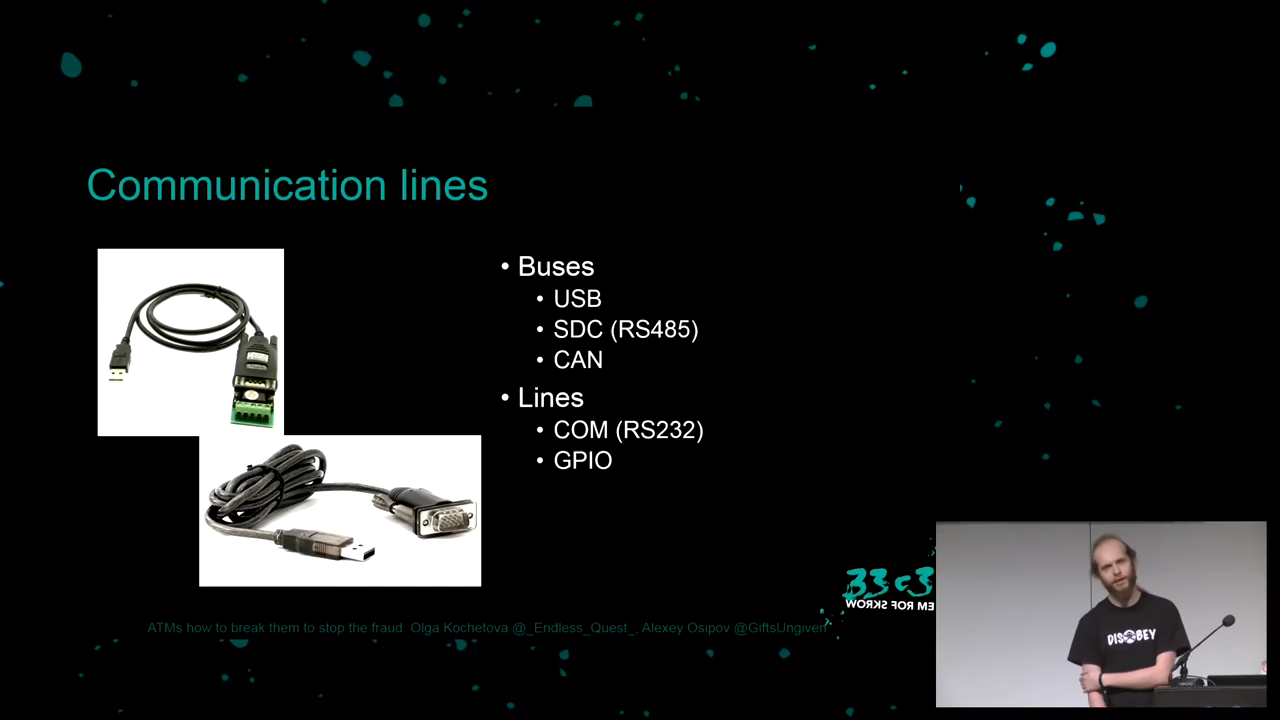 Communication lines
• Buses
• USB
• SDC (RS485)
• CAN
• Lines
• COM (RS232)
• GPIO
33c3
WORKS FOR ME
ATMs how to break them to stop the fraud Olga Kochetova @_Endless_Quest_. Alexey Osipov @GiftsUngiven
DISOBEY